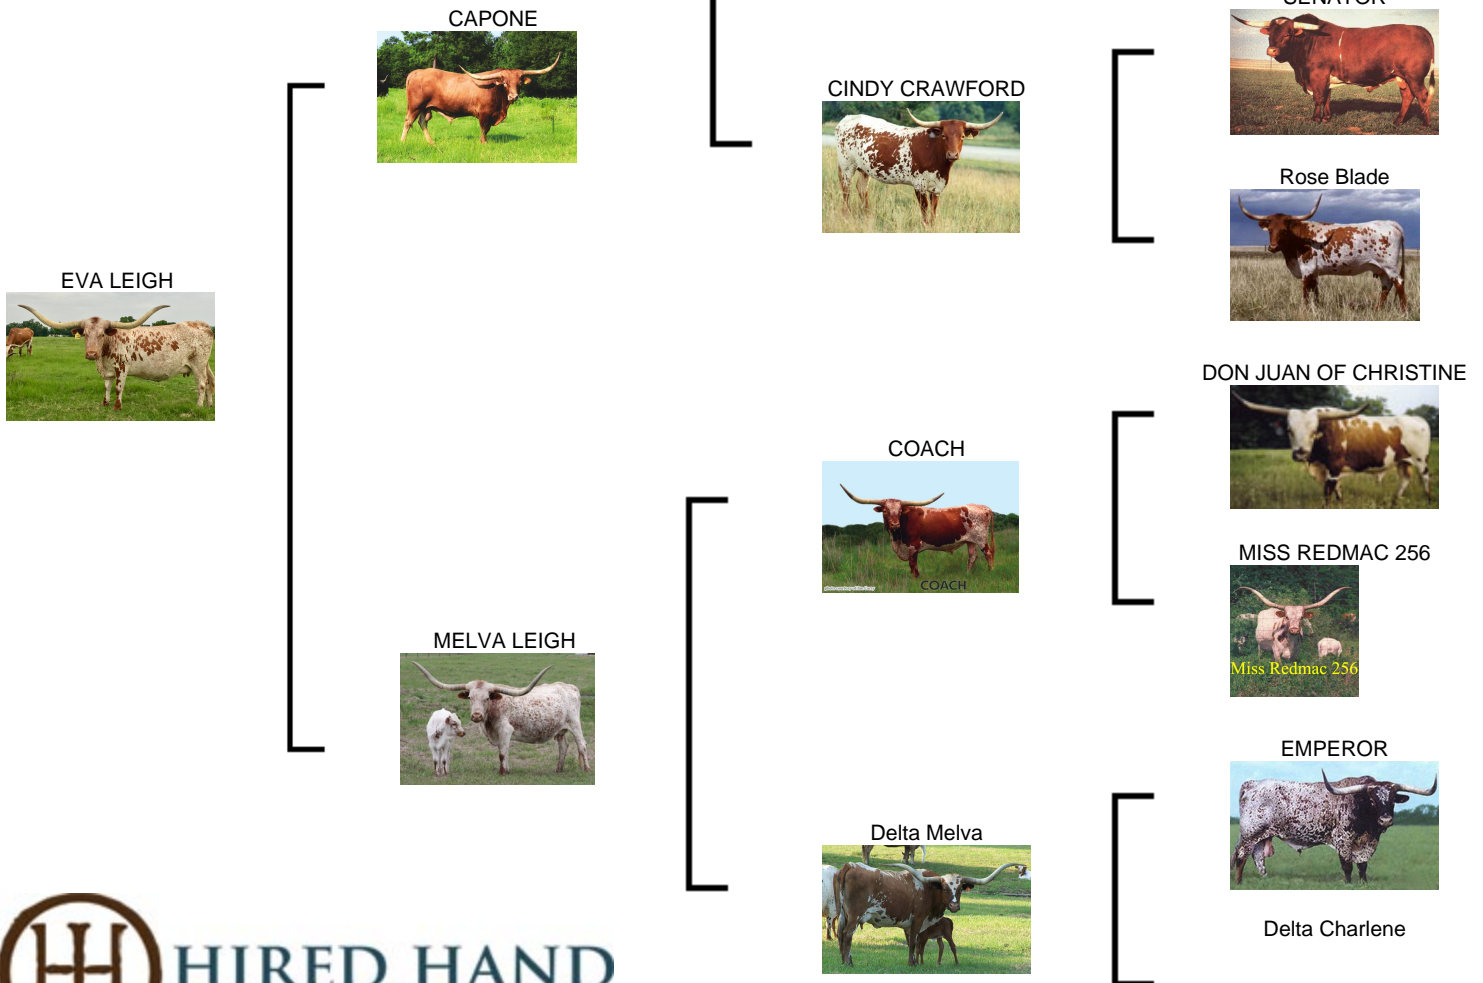 SENATOR
CAPONE
CINDY CRAWFORD
Rose Blade
EVA LEIGH
DON JUAN OF CHRISTINE
COACH
COACH
MISS REDMAC 256
Miss Redmac 256
MELVA LEIGH
EMPEROR
Delta Melva
Delta Charlene
HIRED HAND